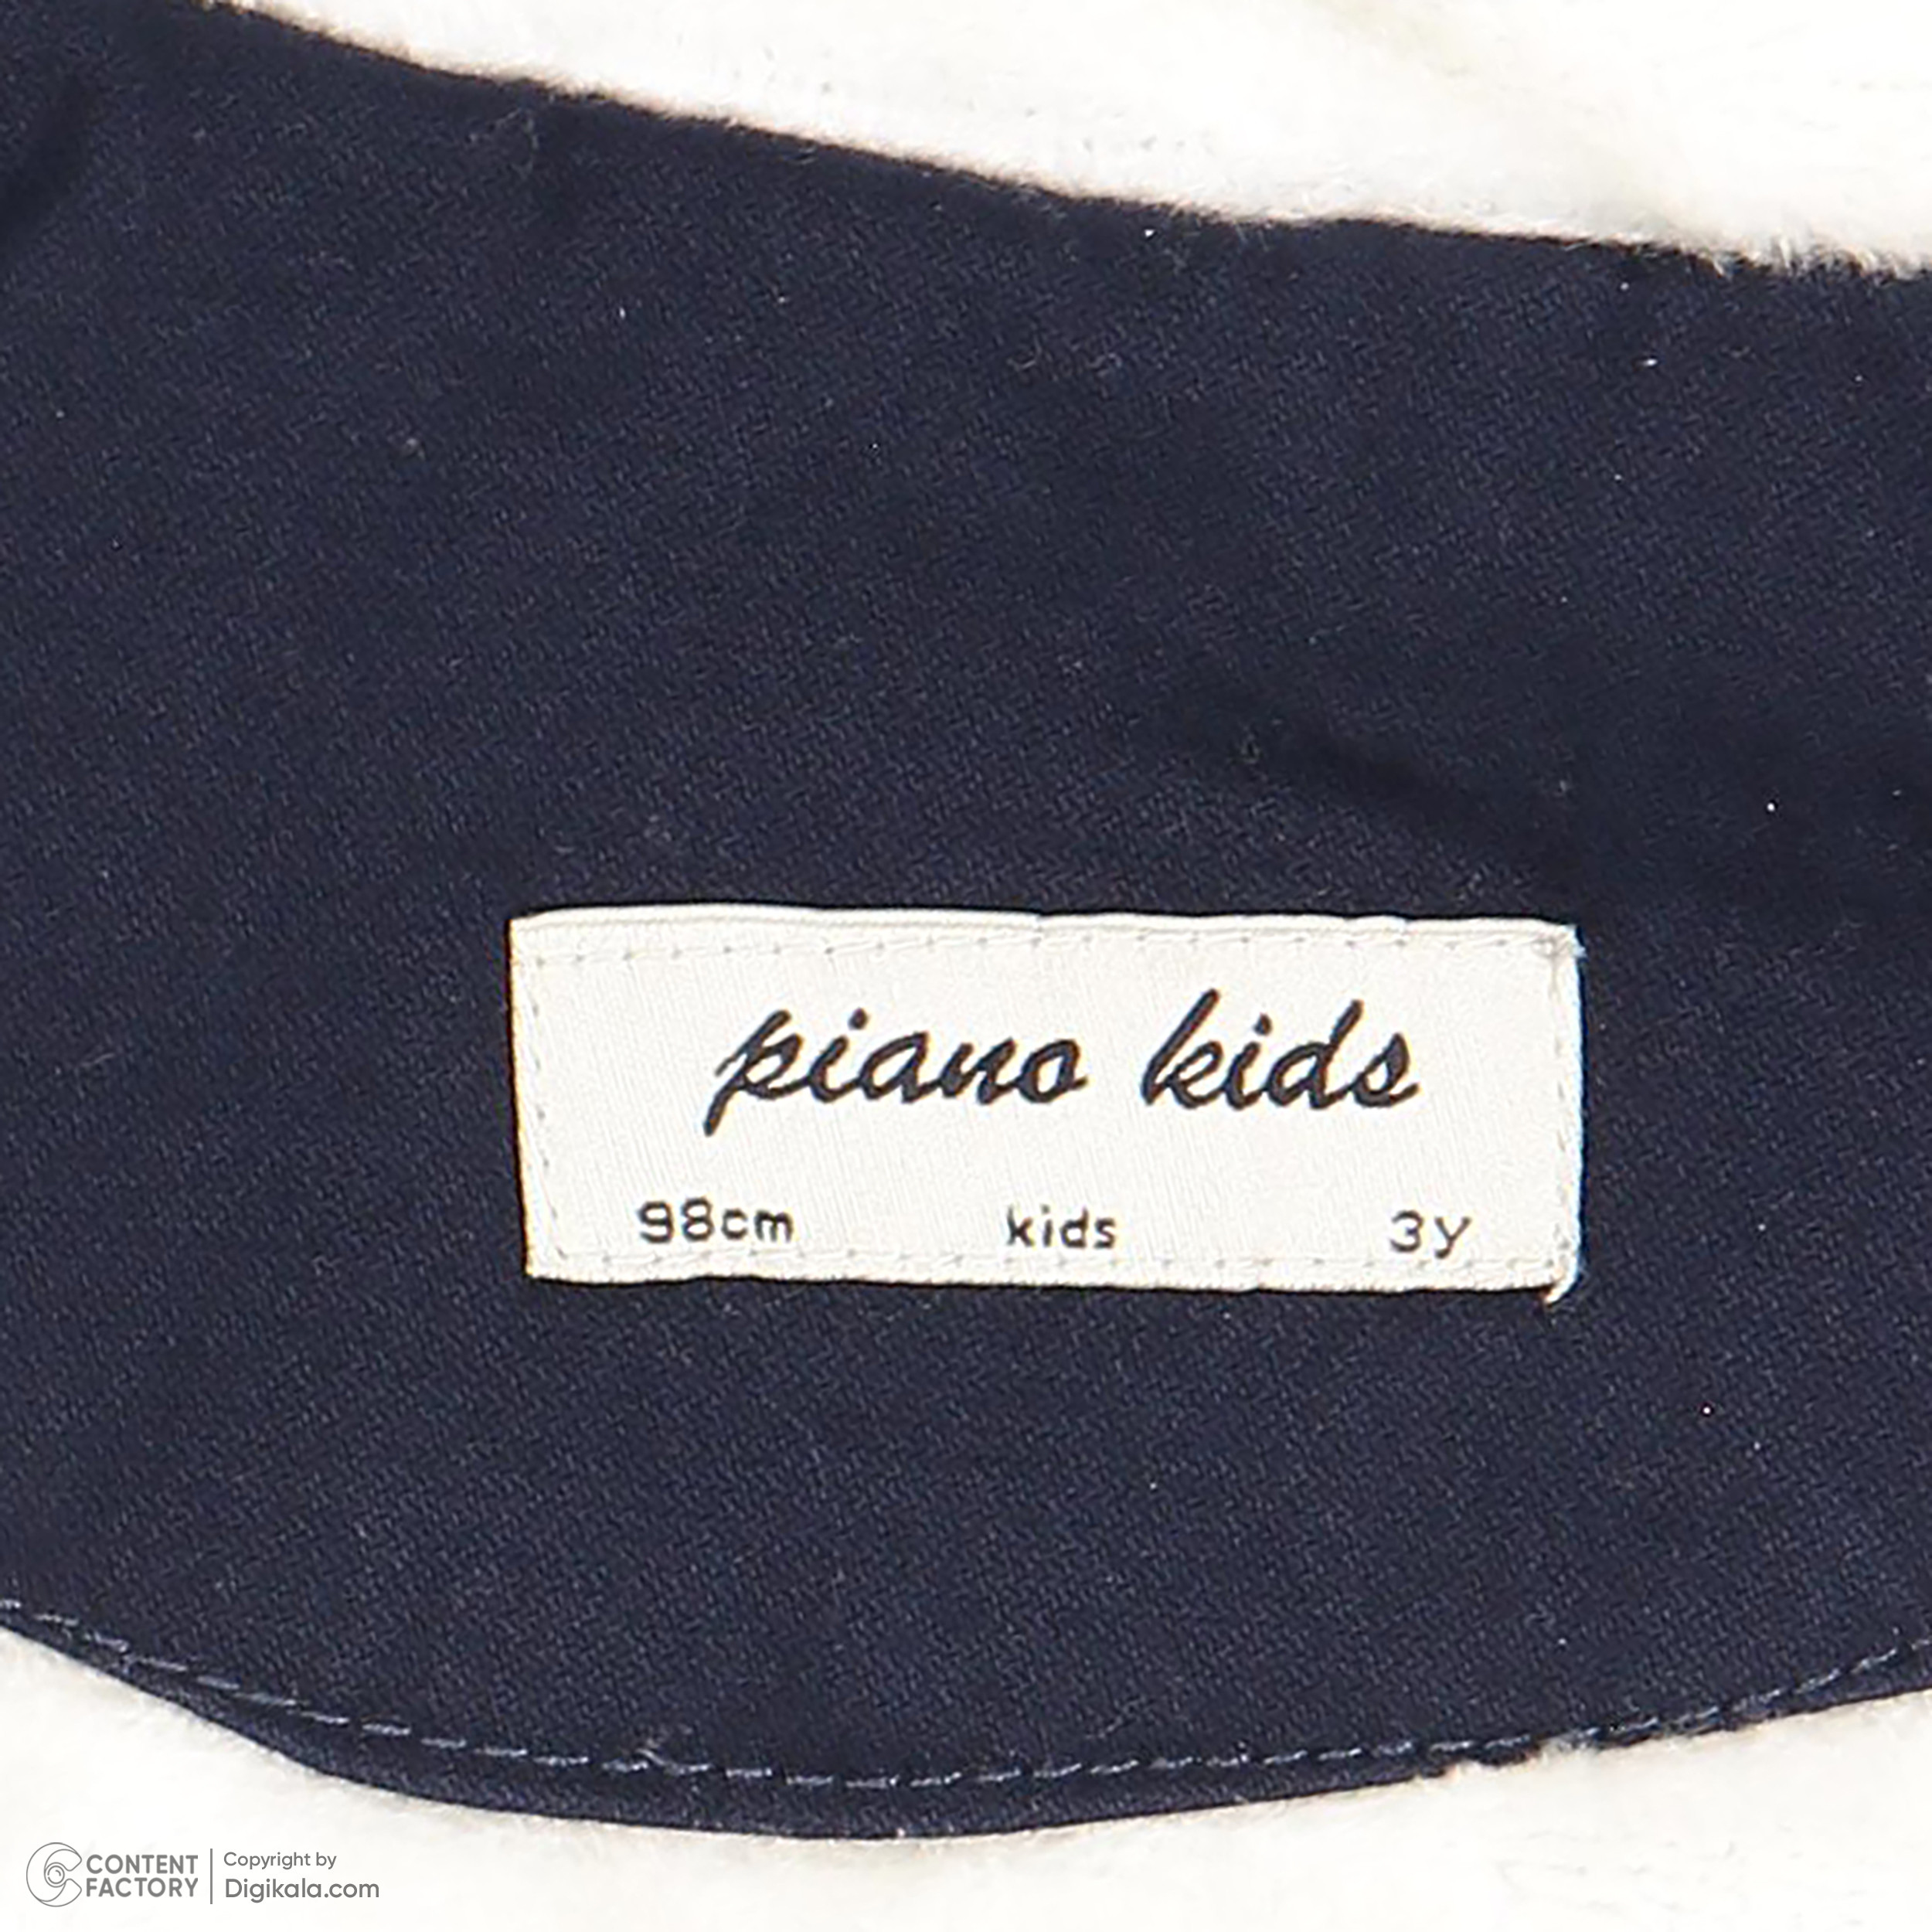 piano kids
98cm kids 3y
CONTENT FACTORY
Copyright by
Digikala.com